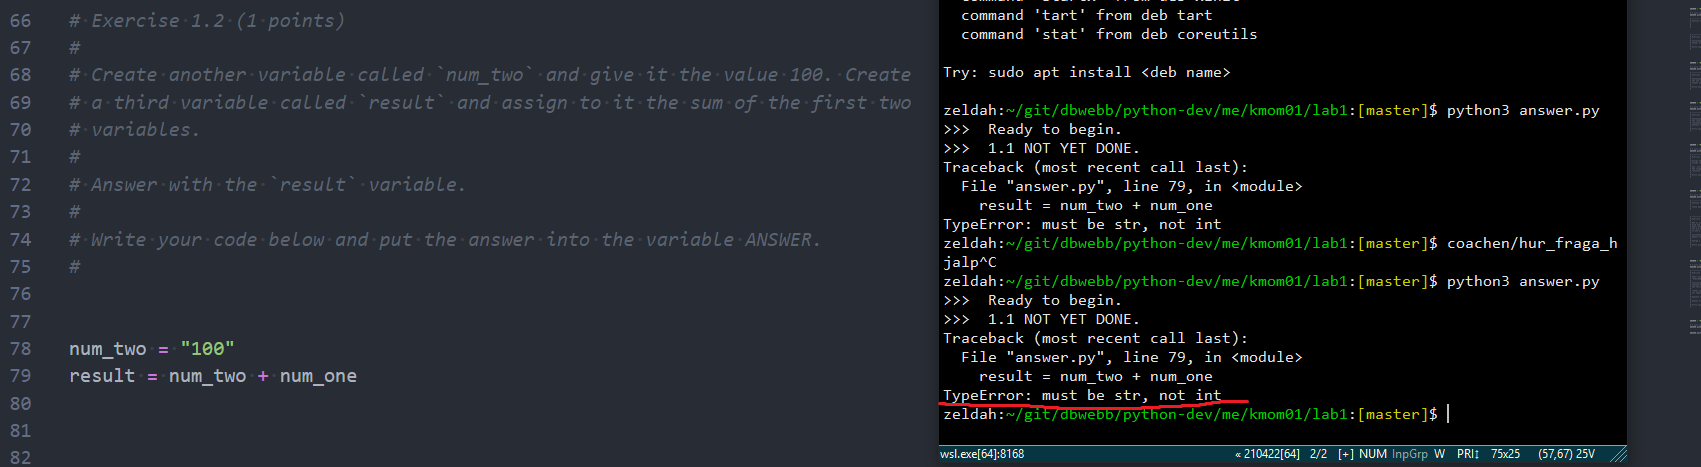 66 # Exercise 1.2 (1 points)
67 #
68 # Create another variable called `num_two` and give it the value 100. Create
69 # a third variable called `result` and assign to it the sum of the first two
70 # variables.
71 #
72 # Answer with the `result` variable.
73 #
74 # Write your code below and put the answer into the variable ANSWER.
75 #
76
77
78 num_two = "100"
79 result = num_two + num_one
80
81
82
command 'tart' from deb tart
command 'stat' from deb coreutils
Try: sudo apt install <deb name>
zeldah:~/git/dbwebb/python-dev/me/kmom01/lab1:[master]$ python3 answer.py
>>>  Ready to begin.
>>>  1.1 NOT YET DONE.
Traceback (most recent call last):
  File "answer.py", line 79, in <module>
    result = num_two + num_one
TypeError: must be str, not int
zeldah:~/git/dbwebb/python-dev/me/kmom01/lab1:[master]$ coachen/hur_fraga_h
jalp^C
zeldah:~/git/dbwebb/python-dev/me/kmom01/lab1:[master]$ python3 answer.py
>>>  Ready to begin.
>>>  1.1 NOT YET DONE.
Traceback (most recent call last):
  File "answer.py", line 79, in <module>
    result = num_two + num_one
TypeError: must be str, not int
zeldah:~/git/dbwebb/python-dev/me/kmom01/lab1:[master]$
wsl.exe[64]:8168 « 210422[64] 2/2 [+] NUM InpGrp W PRI↕ 75x25 (57,67) 25V